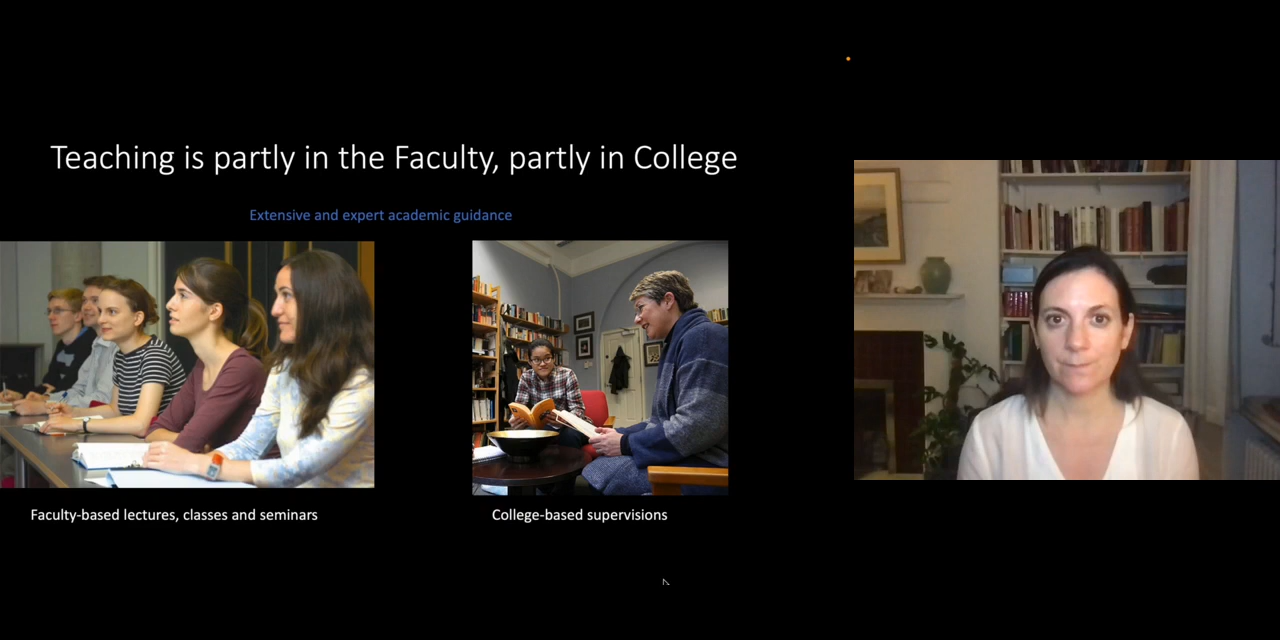 Teaching is partly in the Faculty, partly in College
Extensive and expert academic guidance
Faculty-based lectures, classes and seminars
College-based supervisions